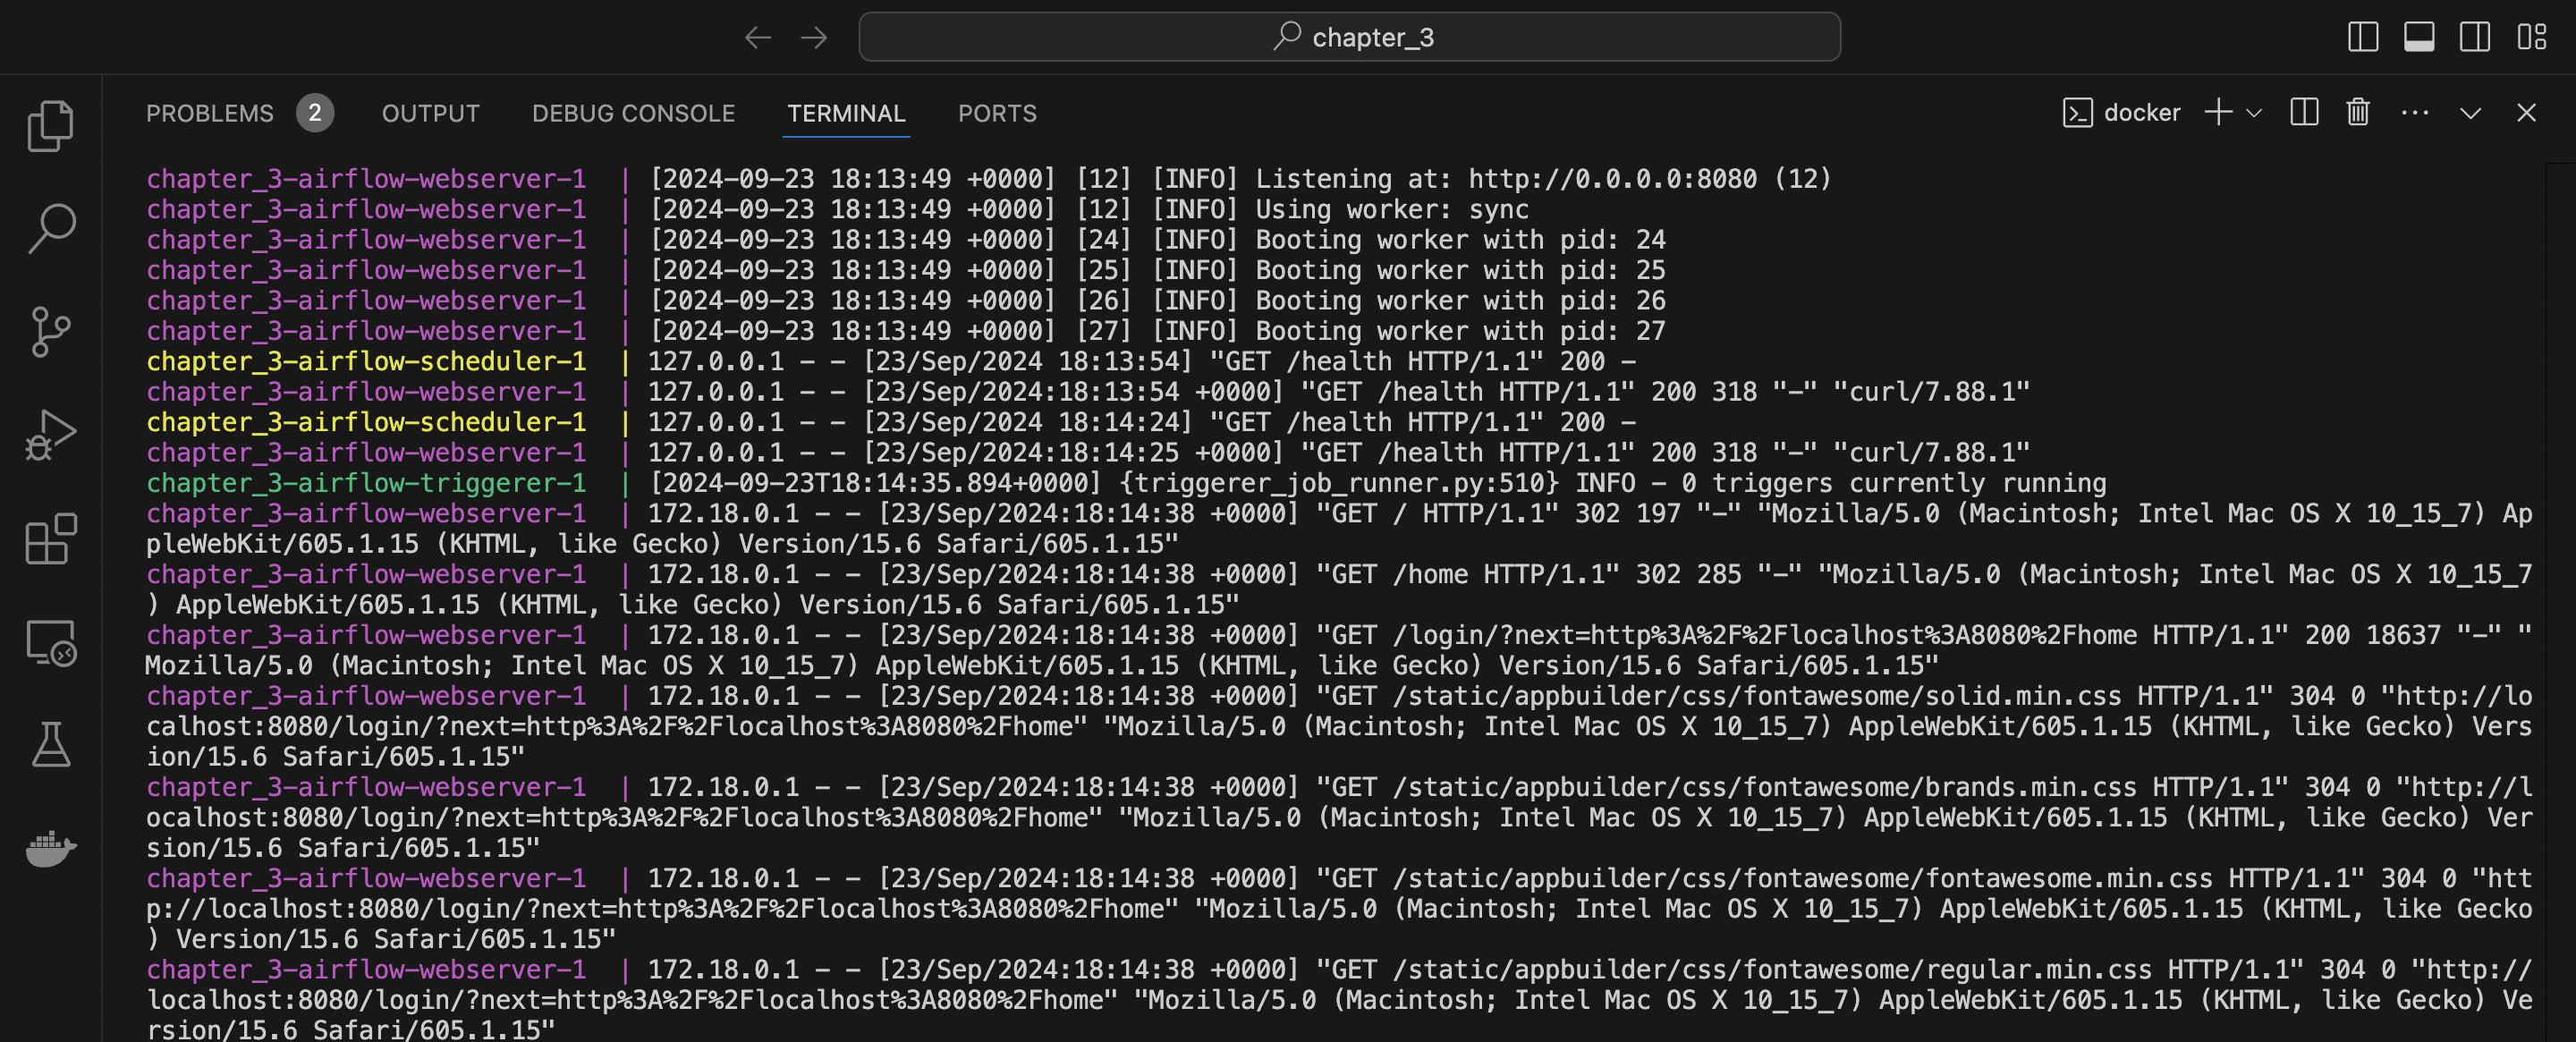 chapter_3
PROBLEMS 2 OUTPUT DEBUG CONSOLE TERMINAL PORTS docker
chapter_3-airflow-webserver-1  | [2024-09-23 18:13:49 +0000] [12] [INFO] Listening at: http://0.0.0.0:8080 (12)
chapter_3-airflow-webserver-1  | [2024-09-23 18:13:49 +0000] [12] [INFO] Using worker: sync
chapter_3-airflow-webserver-1  | [2024-09-23 18:13:49 +0000] [24] [INFO] Booting worker with pid: 24
chapter_3-airflow-webserver-1  | [2024-09-23 18:13:49 +0000] [25] [INFO] Booting worker with pid: 25
chapter_3-airflow-webserver-1  | [2024-09-23 18:13:49 +0000] [26] [INFO] Booting worker with pid: 26
chapter_3-airflow-webserver-1  | [2024-09-23 18:13:49 +0000] [27] [INFO] Booting worker with pid: 27
chapter_3-airflow-scheduler-1  | 127.0.0.1 - - [23/Sep/2024 18:13:54] "GET /health HTTP/1.1" 200 -
chapter_3-airflow-webserver-1  | 127.0.0.1 - - [23/Sep/2024:18:13:54 +0000] "GET /health HTTP/1.1" 200 318 "-" "curl/7.88.1"
chapter_3-airflow-scheduler-1  | 127.0.0.1 - - [23/Sep/2024 18:14:24] "GET /health HTTP/1.1" 200 -
chapter_3-airflow-webserver-1  | 127.0.0.1 - - [23/Sep/2024:18:14:25 +0000] "GET /health HTTP/1.1" 200 318 "-" "curl/7.88.1"
chapter_3-airflow-triggerer-1  | [2024-09-23T18:14:35.894+0000] {triggerer_job_runner.py:510} INFO - 0 triggers currently running
chapter_3-airflow-webserver-1  | 172.18.0.1 - - [23/Sep/2024:18:14:38 +0000] "GET / HTTP/1.1" 302 197 "-" "Mozilla/5.0 (Macintosh; Intel Mac OS X 10_15_7) Ap
pleWebKit/605.1.15 (KHTML, like Gecko) Version/15.6 Safari/605.1.15"
chapter_3-airflow-webserver-1  | 172.18.0.1 - - [23/Sep/2024:18:14:38 +0000] "GET /home HTTP/1.1" 302 285 "-" "Mozilla/5.0 (Macintosh; Intel Mac OS X 10_15_7
) AppleWebKit/605.1.15 (KHTML, like Gecko) Version/15.6 Safari/605.1.15"
chapter_3-airflow-webserver-1  | 172.18.0.1 - - [23/Sep/2024:18:14:38 +0000] "GET /login/?next=http%3A%2F%2Flocalhost%3A8080%2Fhome HTTP/1.1" 200 18637 "-" "
Mozilla/5.0 (Macintosh; Intel Mac OS X 10_15_7) AppleWebKit/605.1.15 (KHTML, like Gecko) Version/15.6 Safari/605.1.15"
chapter_3-airflow-webserver-1  | 172.18.0.1 - - [23/Sep/2024:18:14:38 +0000] "GET /static/appbuilder/css/fontawesome/solid.min.css HTTP/1.1" 304 0 "http://lo
calhost:8080/login/?next=http%3A%2F%2Flocalhost%3A8080%2Fhome" "Mozilla/5.0 (Macintosh; Intel Mac OS X 10_15_7) AppleWebKit/605.1.15 (KHTML, like Gecko) Vers
ion/15.6 Safari/605.1.15"
chapter_3-airflow-webserver-1  | 172.18.0.1 - - [23/Sep/2024:18:14:38 +0000] "GET /static/appbuilder/css/fontawesome/brands.min.css HTTP/1.1" 304 0 "http://l
ocalhost:8080/login/?next=http%3A%2F%2Flocalhost%3A8080%2Fhome" "Mozilla/5.0 (Macintosh; Intel Mac OS X 10_15_7) AppleWebKit/605.1.15 (KHTML, like Gecko) Ver
sion/15.6 Safari/605.1.15"
chapter_3-airflow-webserver-1  | 172.18.0.1 - - [23/Sep/2024:18:14:38 +0000] "GET /static/appbuilder/css/fontawesome/fontawesome.min.css HTTP/1.1" 304 0 "htt
p://localhost:8080/login/?next=http%3A%2F%2Flocalhost%3A8080%2Fhome" "Mozilla/5.0 (Macintosh; Intel Mac OS X 10_15_7) AppleWebKit/605.1.15 (KHTML, like Gecko
) Version/15.6 Safari/605.1.15"
chapter_3-airflow-webserver-1  | 172.18.0.1 - - [23/Sep/2024:18:14:38 +0000] "GET /static/appbuilder/css/fontawesome/regular.min.css HTTP/1.1" 304 0 "http://
localhost:8080/login/?next=http%3A%2F%2Flocalhost%3A8080%2Fhome" "Mozilla/5.0 (Macintosh; Intel Mac OS X 10_15_7) AppleWebKit/605.1.15 (KHTML, like Gecko) Ve
rsion/15.6 Safari/605.1.15"